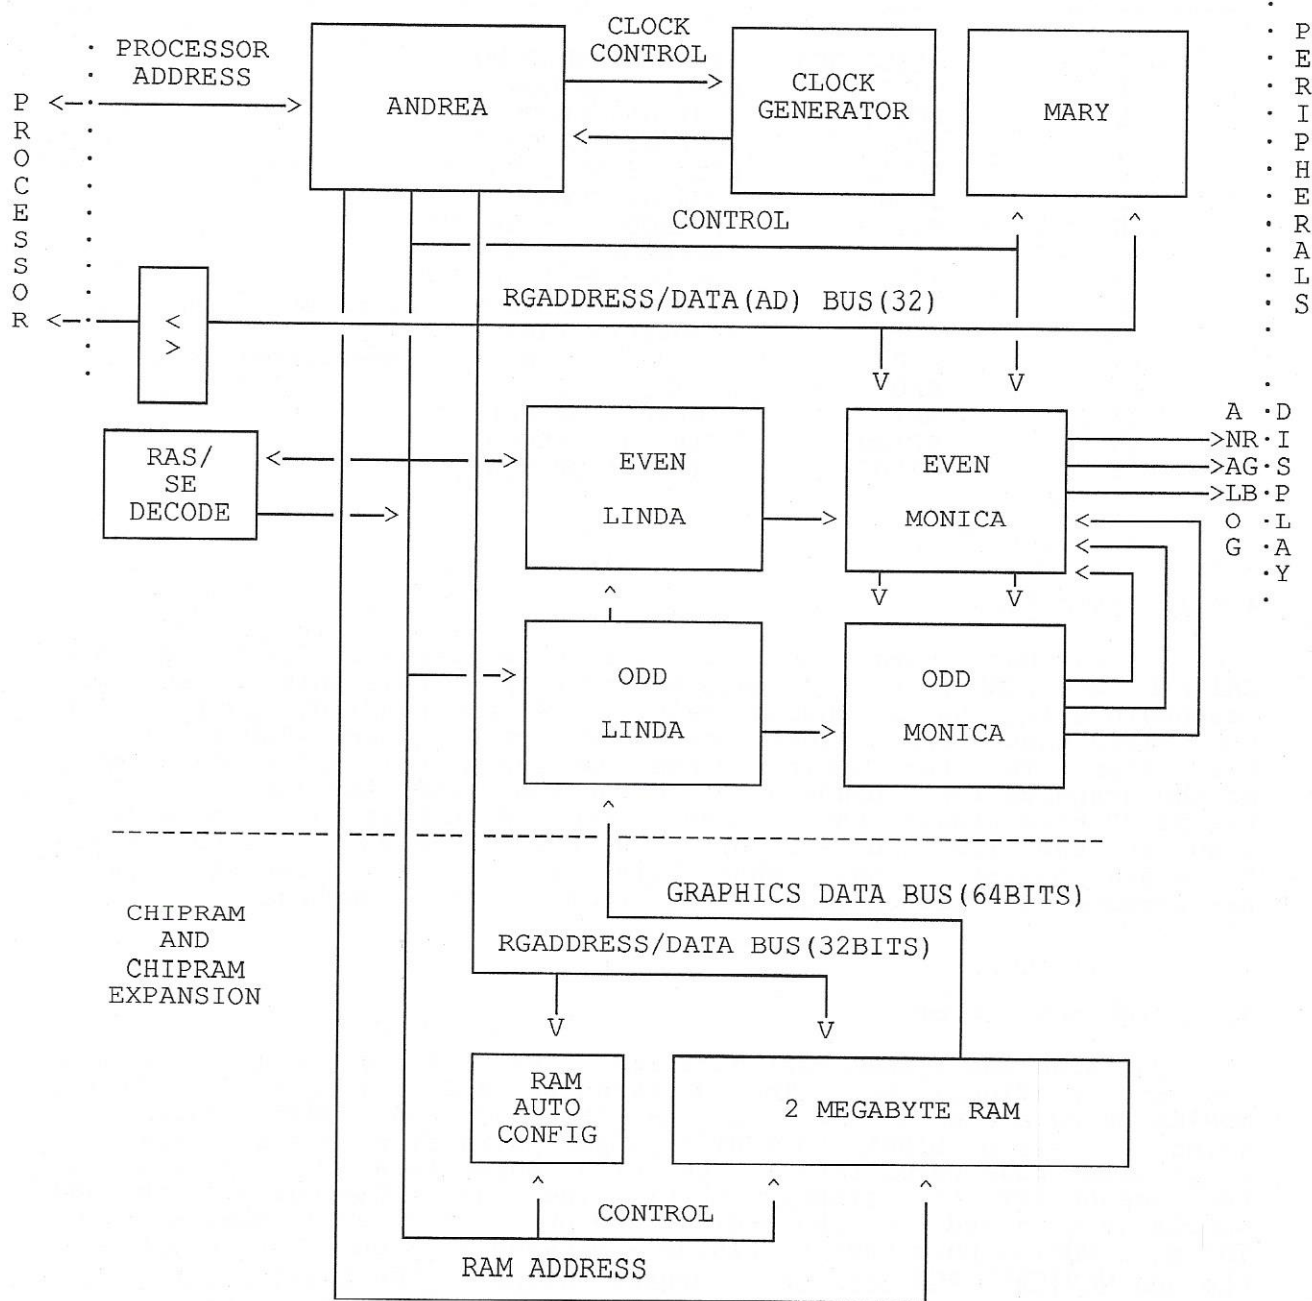 PROCESSOR
PROCESSOR
ADDRESS
ANDREA
CLOCK
CONTROL
CLOCK
GENERATOR
MARY
PERIPHERALS
CONTROL
RGADDRESS/DATA(AD) BUS(32)
RAS/
SE
DECODE
EVEN
LINDA
EVEN
MONICA
ANALOG
R
G
B
DISPLAY
ODD
LINDA
ODD
MONICA
GRAPHICS DATA BUS(64BITS)
CHIPRAM
AND
CHIPRAM
EXPANSION
RGADDRESS/DATA BUS(32BITS)
RAM
AUTO
CONFIG
2 MEGABYTE RAM
CONTROL
RAM ADDRESS